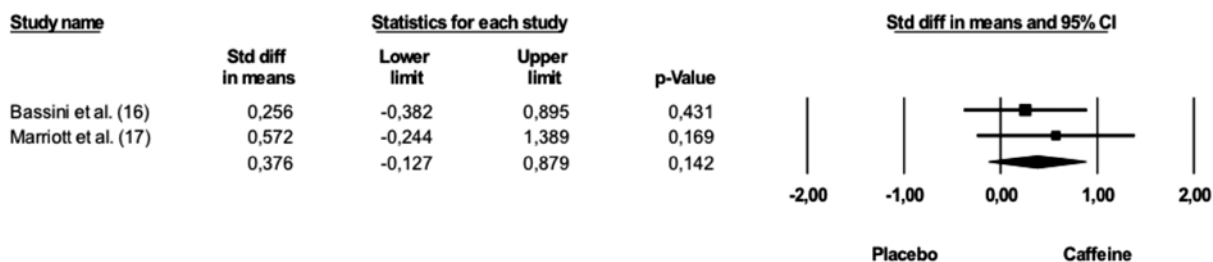 Study name Statistics for each study Std diff in means and 95% CI
Std diff in means Lower limit Upper limit p-Value
Bassini et al. (16) 0,256 -0,382 0,895 0,431
Marriott et al. (17) 0,572 -0,244 1,389 0,169
0,376 -0,127 0,879 0,142
-2,00 -1,00 0,00 1,00 2,00
Placebo Caffeine